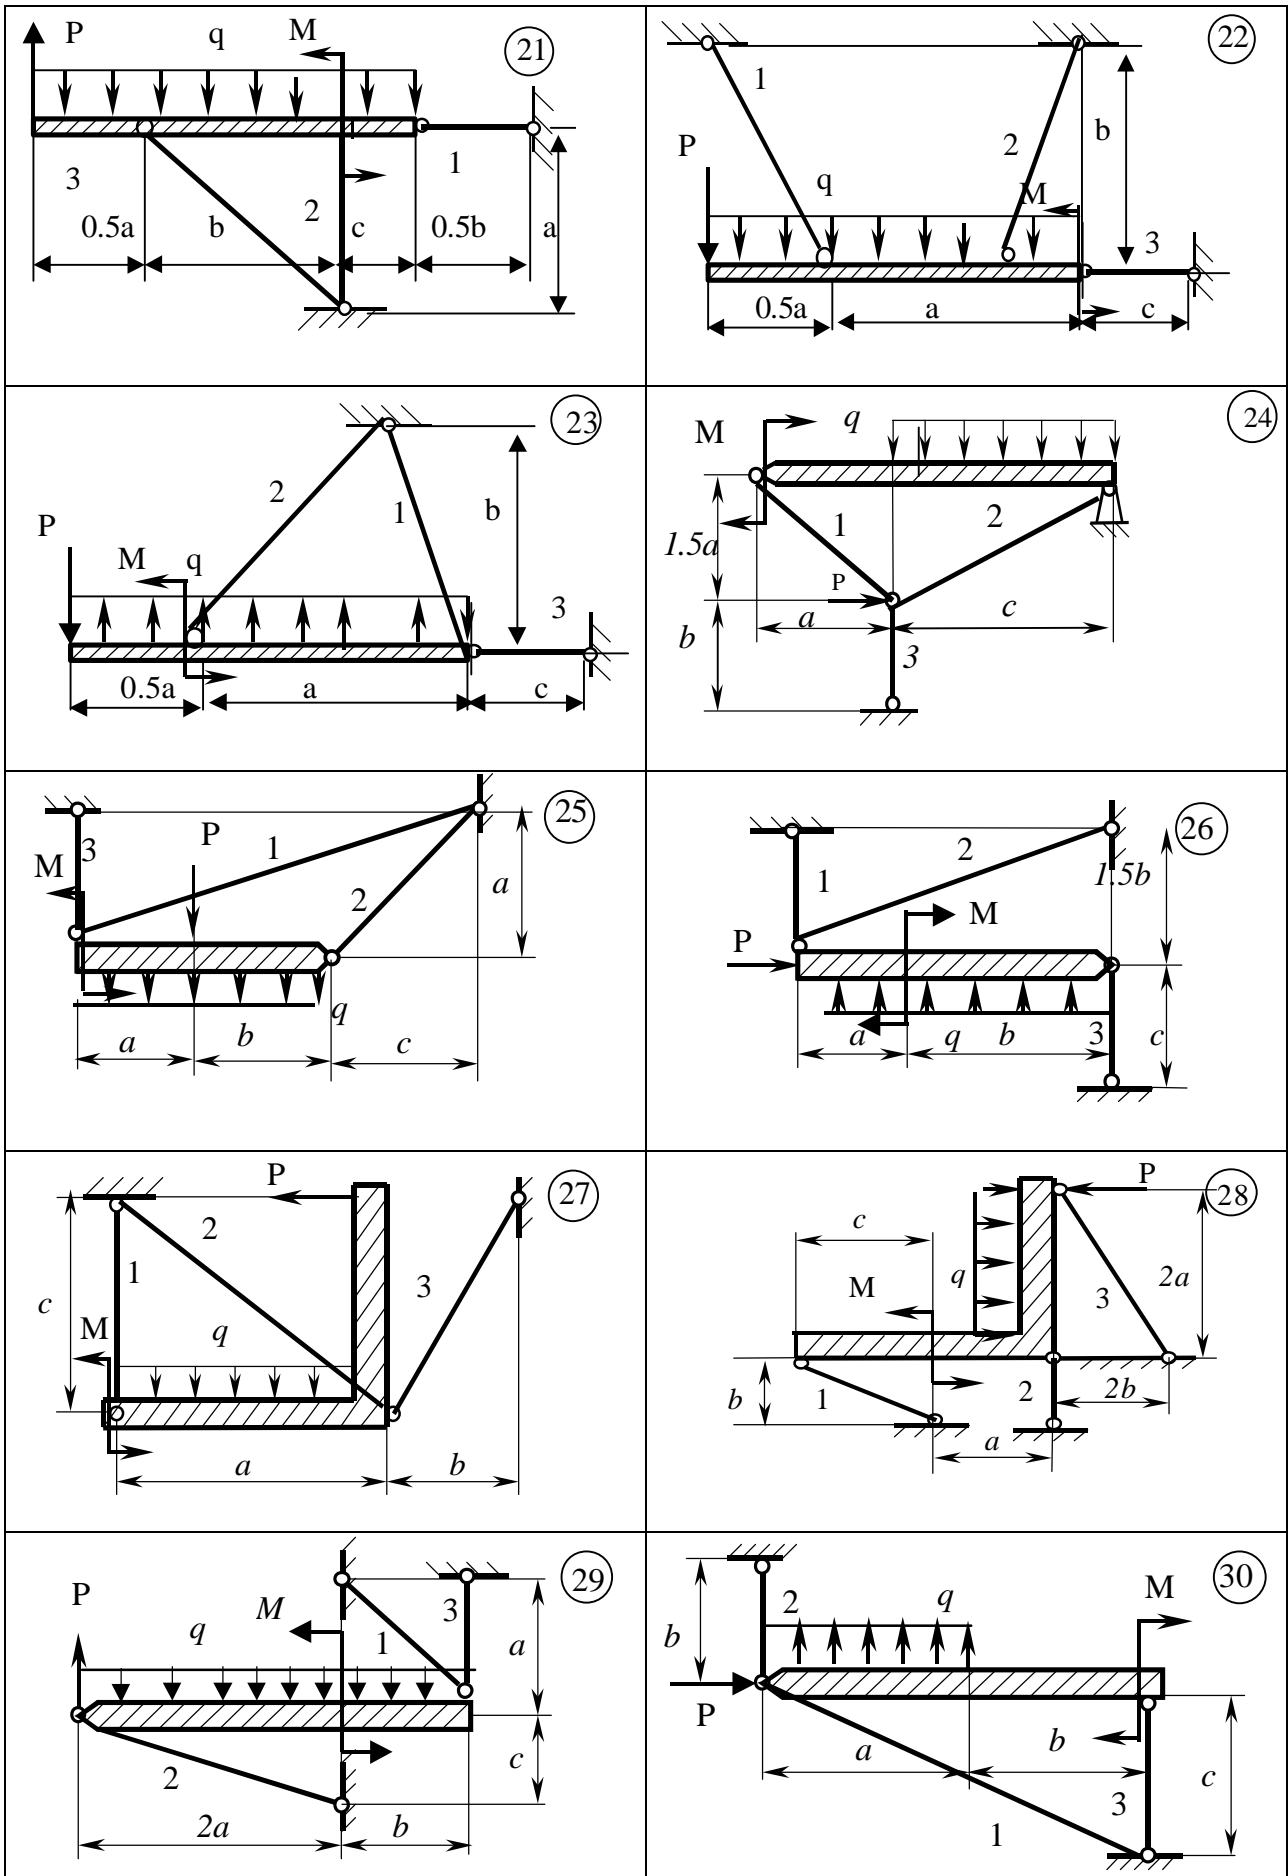 P q M 21
3 2 1
0.5a b c 0.5b a
22
1
2 b
P q M
3
0.5a a c
23
2 1 b
P M q
3
0.5a a c
M q 24
1 2
1.5a
P
a c
b 3
25
P
3 1
M
2 a
q
a b c
26
2
1 1.5b
M
P
a q b 3 c
P 27
2
1 3
c
q
M
a b
P 28
c
q 2a
M 3
b 1 2 2b
a
29
P M 3
q 1 a
c
2
2a b
30
M
2 q
b
P
a b
c
3
1